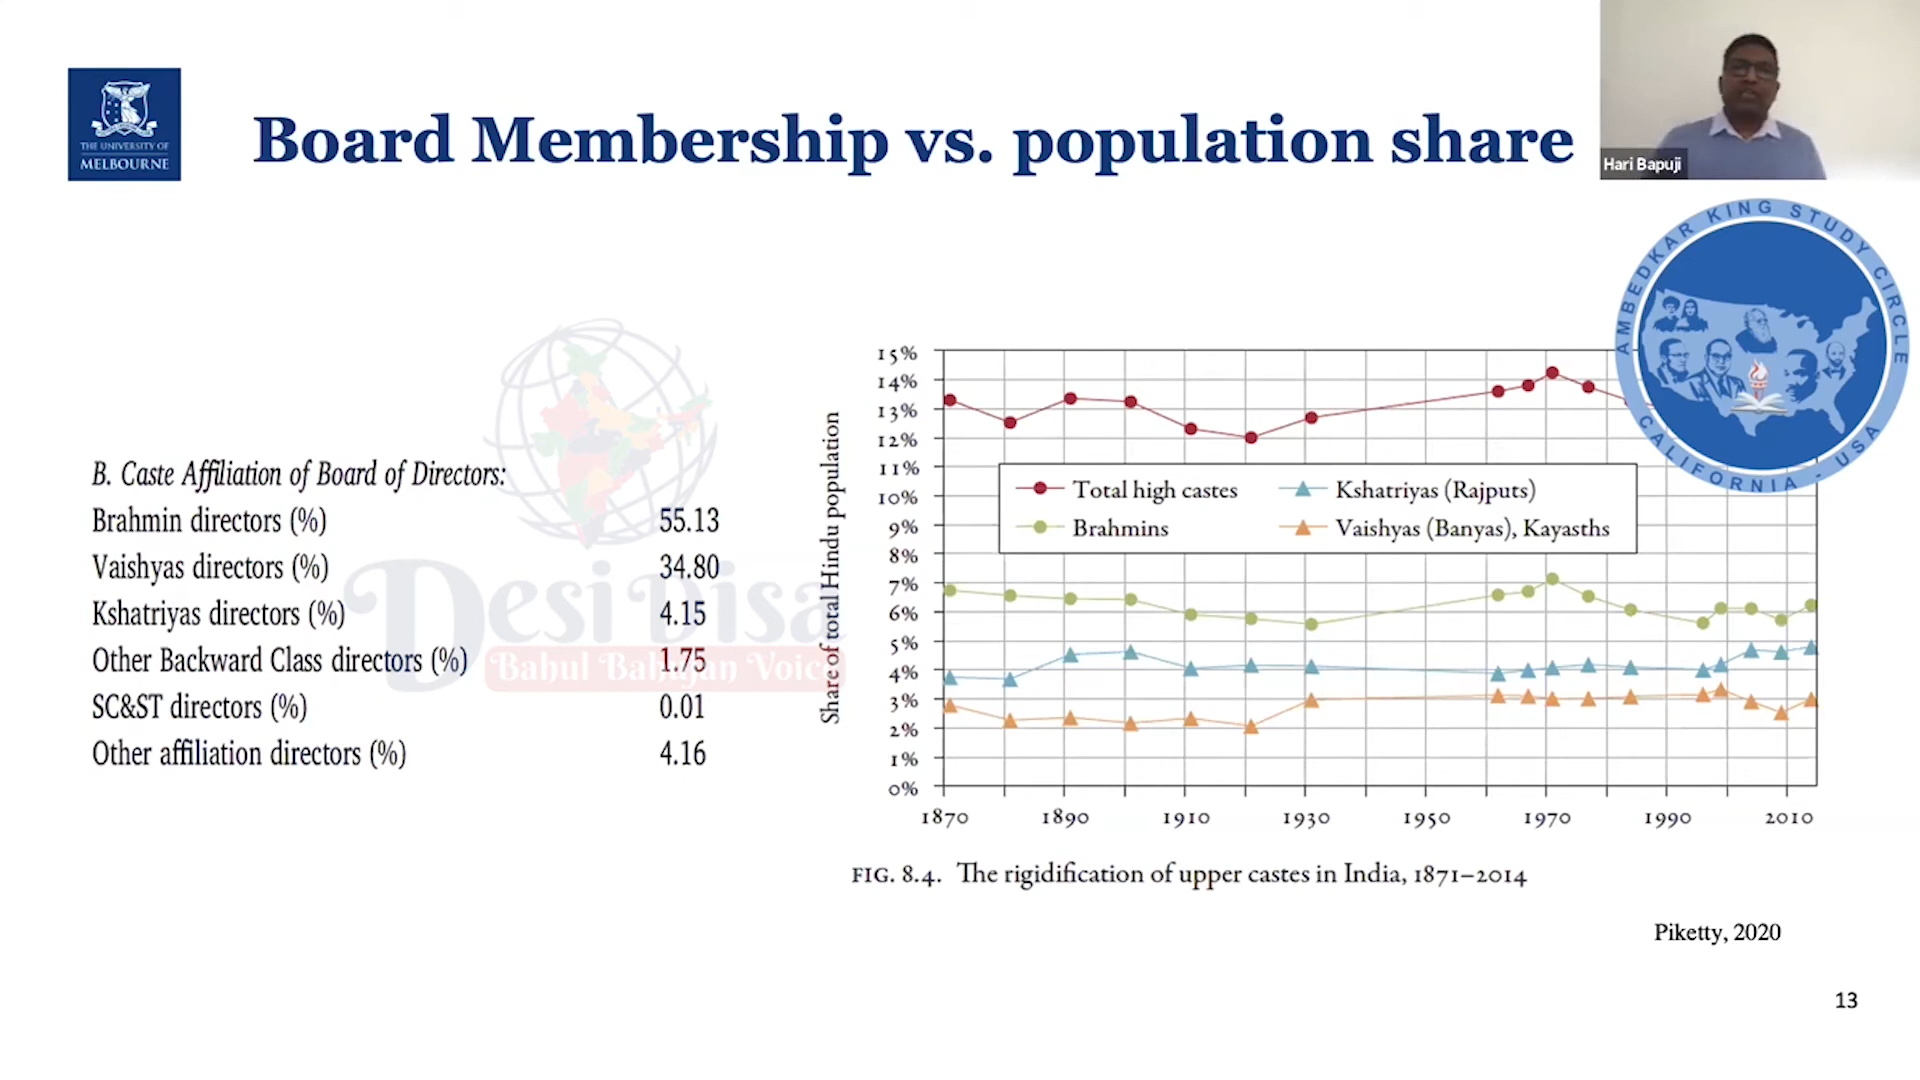 THE UNIVERSITY OF
MELBOURNE
Board Membership vs. population share
Hari Bapuji
AMBEDKAR KING STUDY CIRCLE
CALIFORNIA - USA
B. Caste Affiliation of Board of Directors:
Brahmin directors (%) 55.13
Vaishyas directors (%) 34.80
Kshatriyas directors (%) 4.15
Other Backward Class directors (%) 1.75
SC&ST directors (%) 0.01
Other affiliation directors (%) 4.16
Desi Disa
Bahul Bahujan Voice
Share of total Hindu population
15%
14%
13%
12%
11%
10%
9%
8%
7%
6%
5%
4%
3%
2%
1%
0%
Total high castes Kshatriyas (Rajputs)
Brahmins Vaishyas (Banyas), Kayasths
1870 1890 1910 1930 1950 1970 1990 2010
FIG. 8.4. The rigidification of upper castes in India, 1871–2014
Piketty, 2020
13